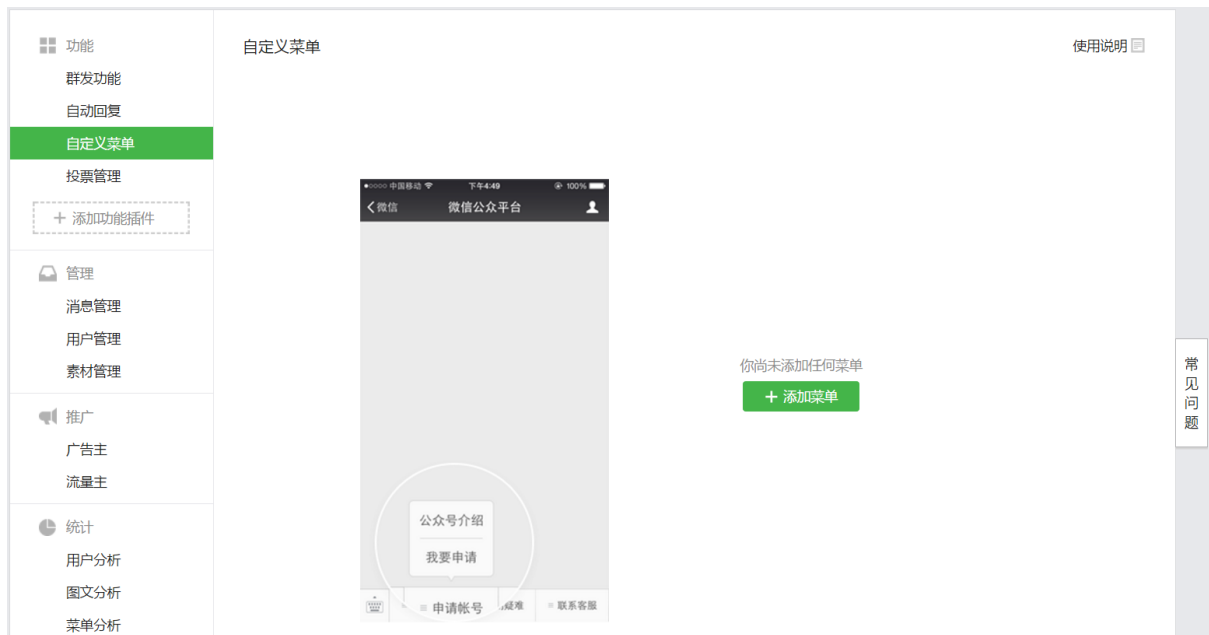 功能
群发功能
自动回复
自定义菜单
投票管理
+ 添加功能插件
管理
消息管理
用户管理
素材管理
推广
广告主
流量主
统计
用户分析
图文分析
菜单分析
自定义菜单
使用说明
中国移动
下午4:49
100%
微信
微信公众平台
公众号介绍
我要申请
申请帐号
疑难
联系客服
你尚未添加任何菜单
+ 添加菜单
常见问题